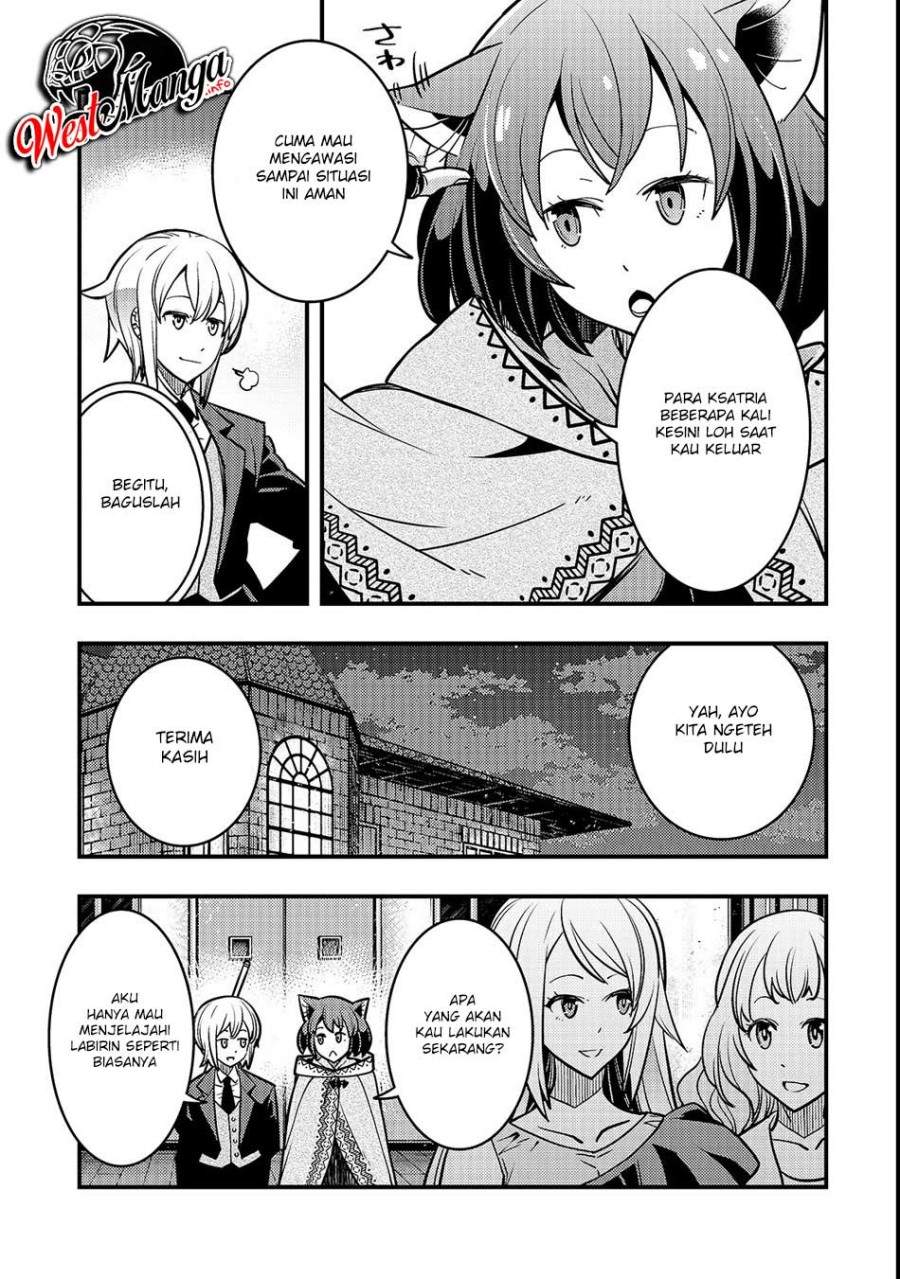 WestManga
.info
さわ
PARA KSATRIA
BEBERAPA KALI
KESINI LOH SAAT
KAU KELUAR
CUMA MAU
MENGAWASI
SAMPAI SITUASI
INI AMAN
BEGITU,
BAGUSLAH
YAH, AYO
KITA NGETEH
DULU
TERIMA
KASIH
APA
YANG AKAN
KAU LAKUKAN
SEKARANG?
AKU
HANYA MAU
MENJELAJAHI
LABIRIN SEPERTI
BIASANYA